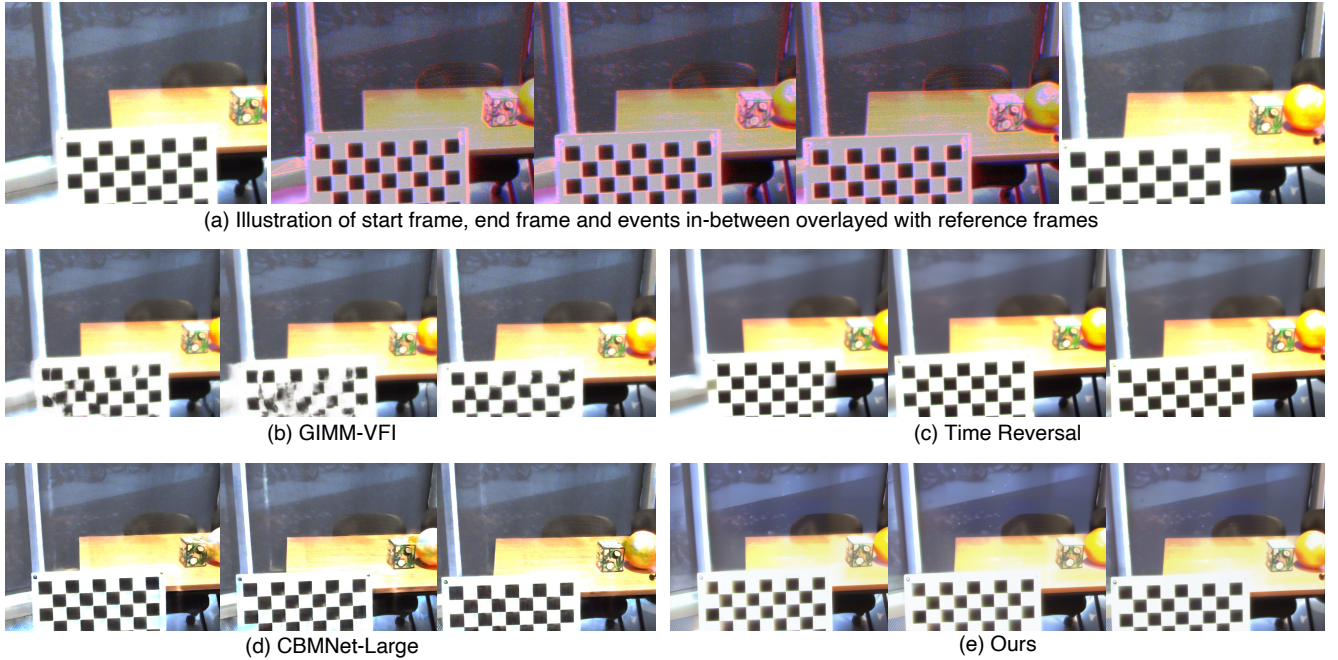 (a) Illustration of start frame, end frame and events in-between overlayed with reference frames
(b) GIMM-VFI
(c) Time Reversal
(d) CBMNet-Large
(e) Ours